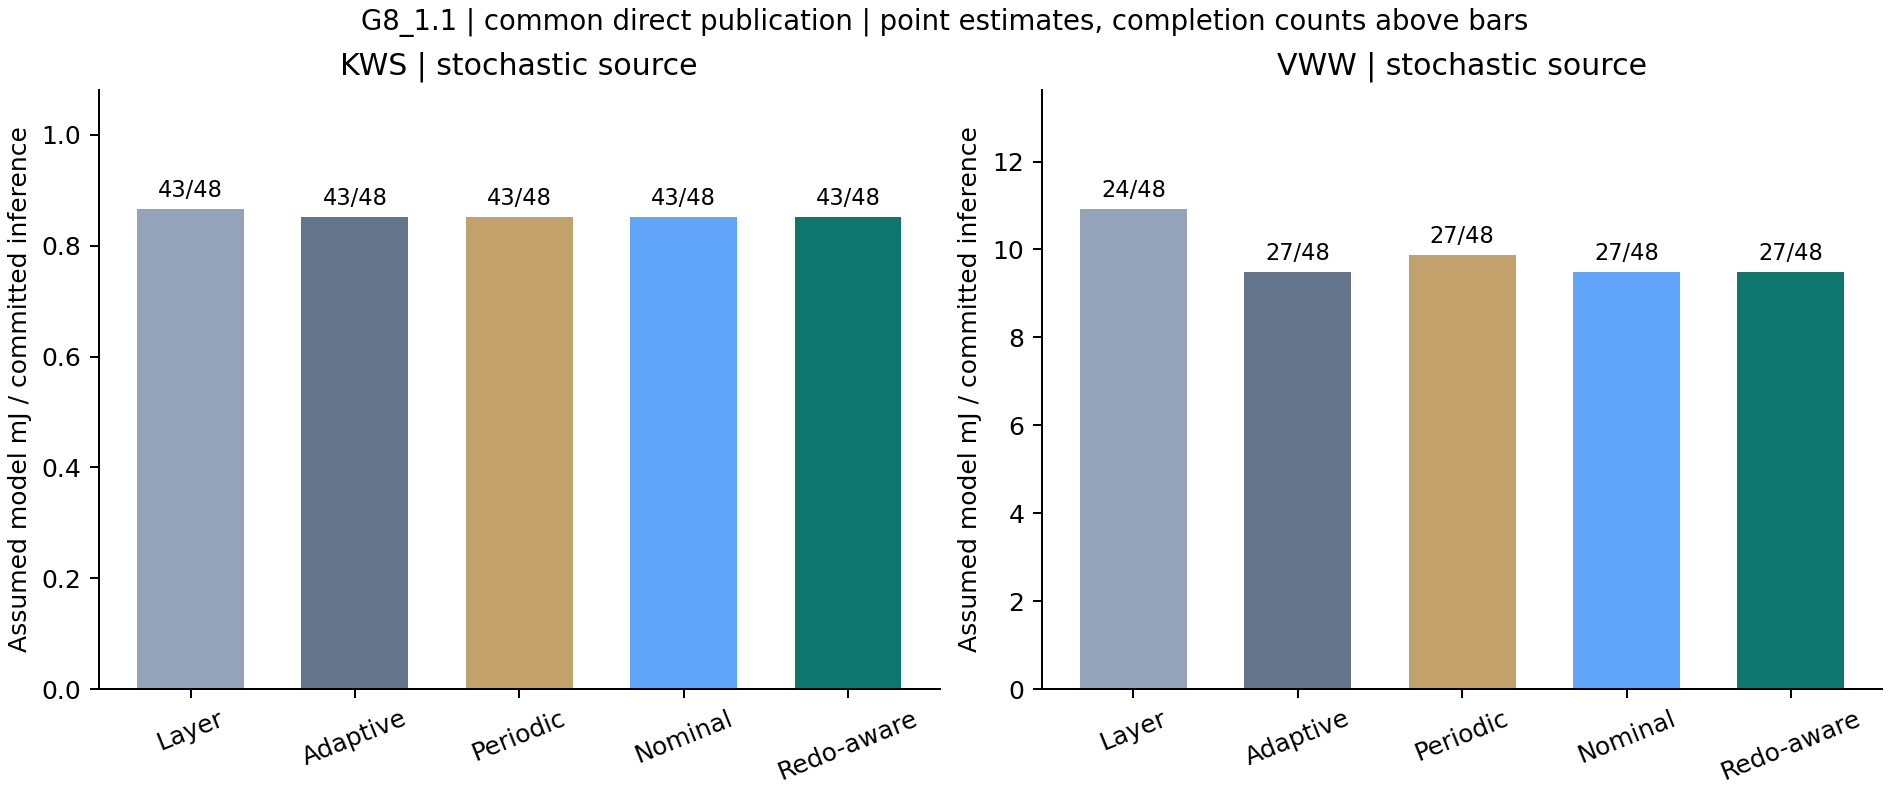 G8_1.1 | common direct publication | point estimates, completion counts above bars
KWS | stochastic source
Assumed model mJ / committed inference
1.0
0.8
0.6
0.4
0.2
0.0
43/48
43/48
43/48
43/48
43/48
Layer
Adaptive
Periodic
Nominal
Redo-aware
VWW | stochastic source
Assumed model mJ / committed inference
12
10
8
6
4
2
0
24/48
27/48
27/48
27/48
27/48
Layer
Adaptive
Periodic
Nominal
Redo-aware